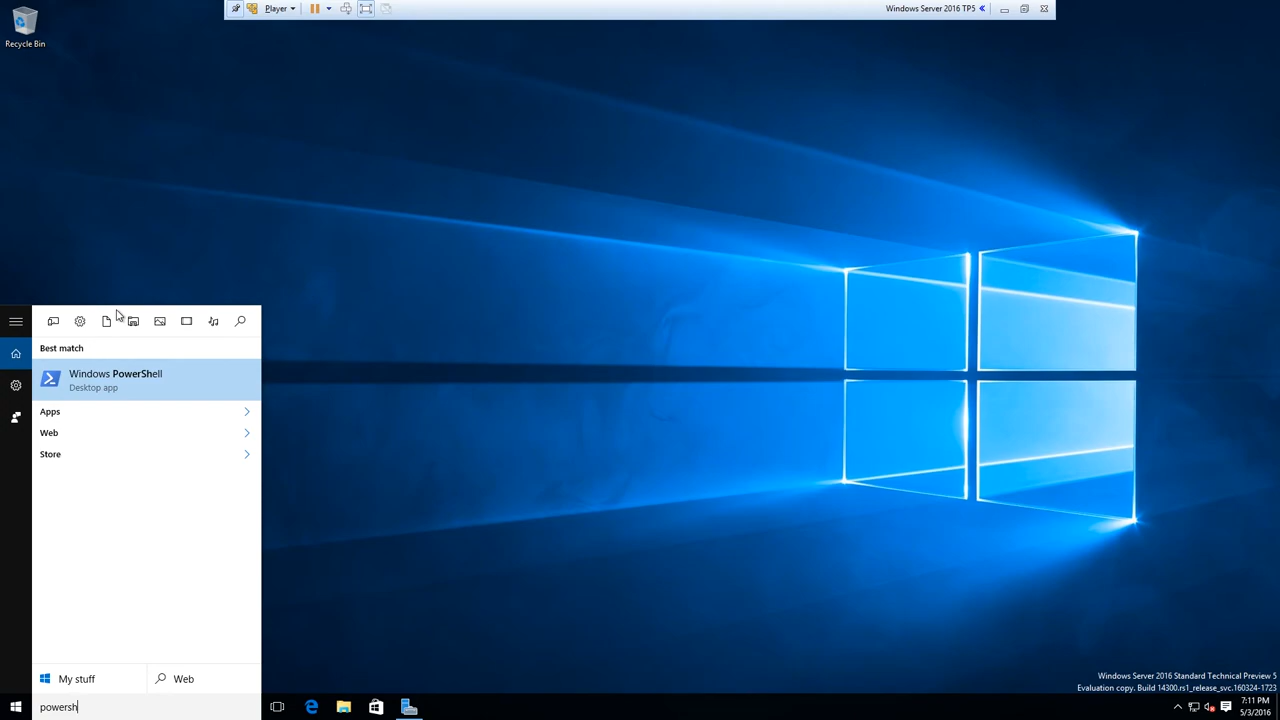 Player
Windows Server 2016 TP5
Recycle Bin
Best match
Windows PowerShell
Desktop app
Apps
Web
Store
My stuff
Web
powersh
Windows Server 2016 Standard Technical Preview 5
Evaluation copy. Build 14300.rs1_release_svc.160324-1723
7:11 PM
5/3/2016